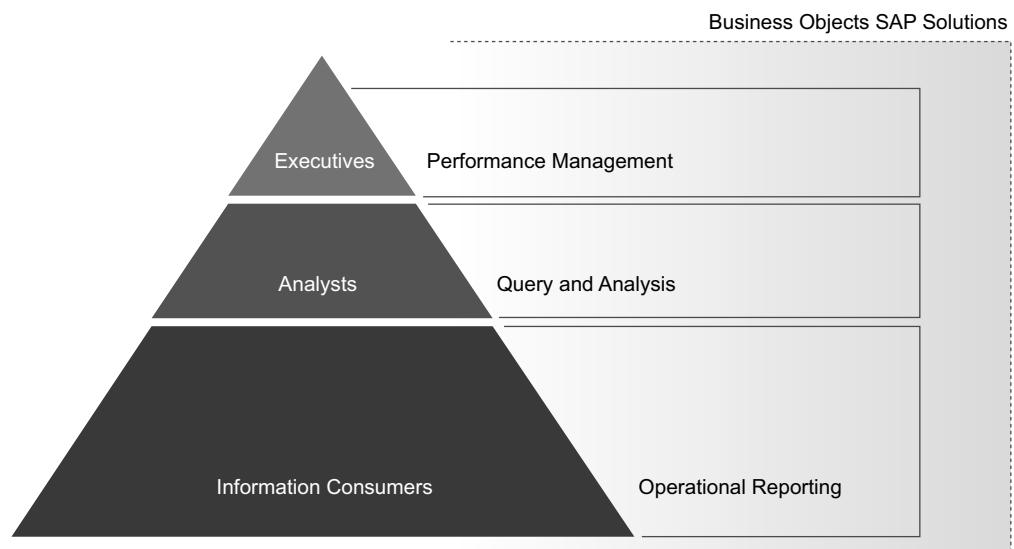 Business Objects SAP Solutions
Executives
Performance Management
Analysts
Query and Analysis
Information Consumers
Operational Reporting